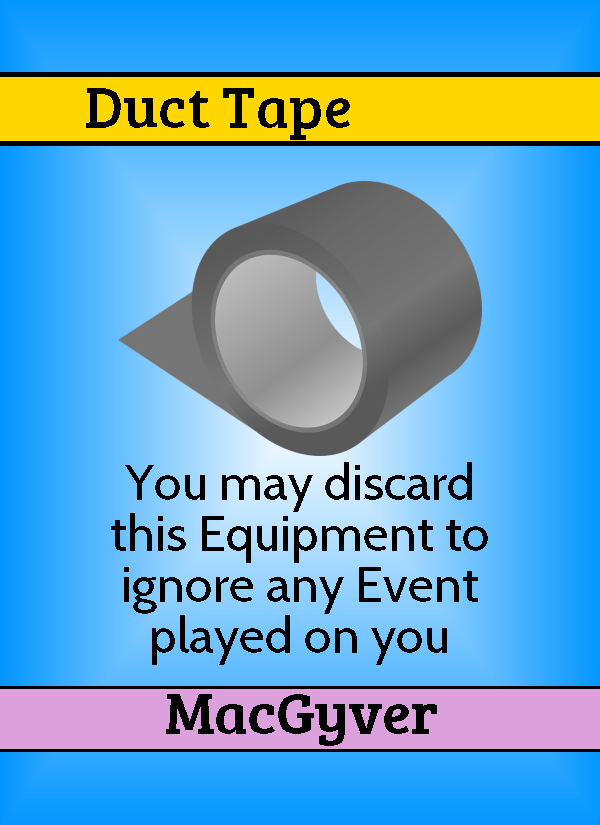 Duct Tape
You may discard
this Equipment to
ignore any Event
played on you
MacGyver